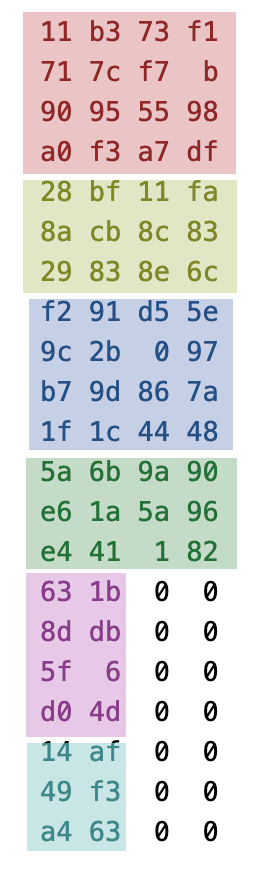 11 b3 73 f1
71 7c f7 b
90 95 55 98
a0 f3 a7 df
28 bf 11 fa
8a cb 8c 83
29 83 8e 6c
f2 91 d5 5e
9c 2b 0 97
b7 9d 86 7a
1f 1c 44 48
5a 6b 9a 90
e6 1a 5a 96
e4 41 1 82
63 1b 0 0
8d db 0 0
5f 6 0 0
d0 4d 0 0
14 af 0 0
49 f3 0 0
a4 63 0 0